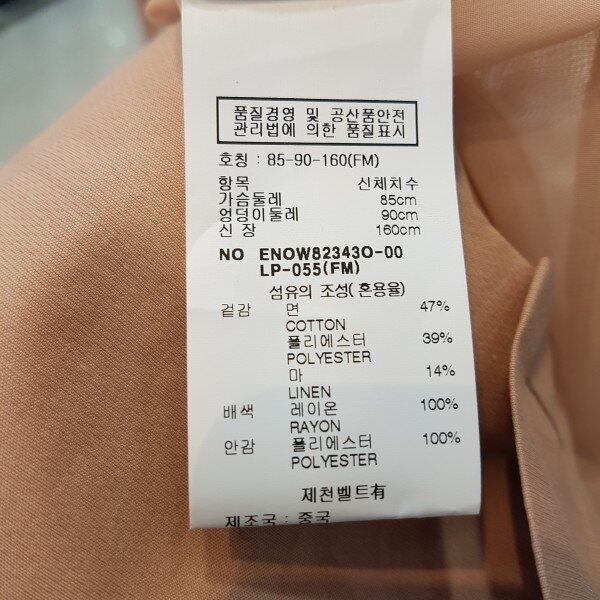 품질경영 및 공산품안전
관리법에 의한 품질표시
호칭 : 85-90-160(FM)
항목 신체치수
가슴둘레 85cm
엉덩이둘레 90cm
신 장 160cm
NO ENOW82343O-00
LP-055(FM)
섬유의 조성( 혼용율)
겉감 면 47%
COTTON
폴리에스터 39%
POLYESTER
마 14%
LINEN
배색 레이온 100%
RAYON
안감 폴리에스터 100%
POLYESTER
제천벨트有
제조국 : 중국